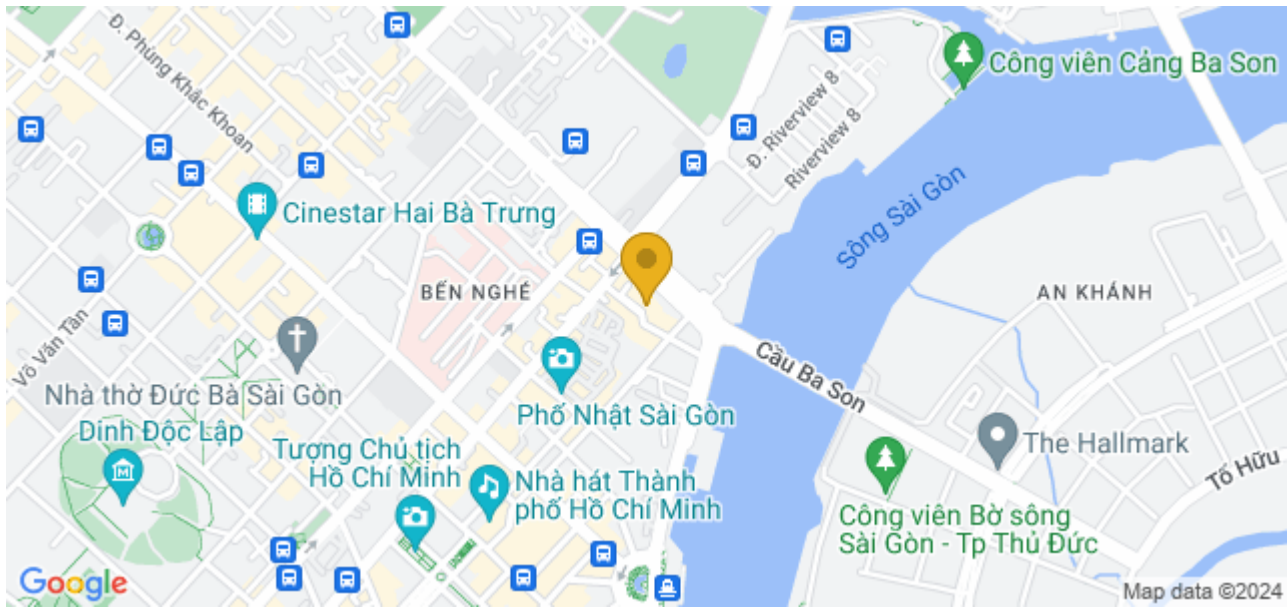 Đ. Phùng Khắc Khoan
Công viên Cảng Ba Son
Đ. Riverview 8
Riverview 8
Cinestar Hai Bà Trưng
Sông Sài Gòn
BẾN NGHÉ
AN KHÁNH
Võ Văn Tần
Cầu Ba Son
Nhà thờ Đức Bà Sài Gòn
Phố Nhật Sài Gòn
Dinh Độc Lập
Tượng Chủ tịch
Hồ Chí Minh
The Hallmark
Tố Hữu
Nhà hát Thành
phố Hồ Chí Minh
Công viên Bờ sông
Sài Gòn - Tp Thủ Đức
Google
Map data ©2024